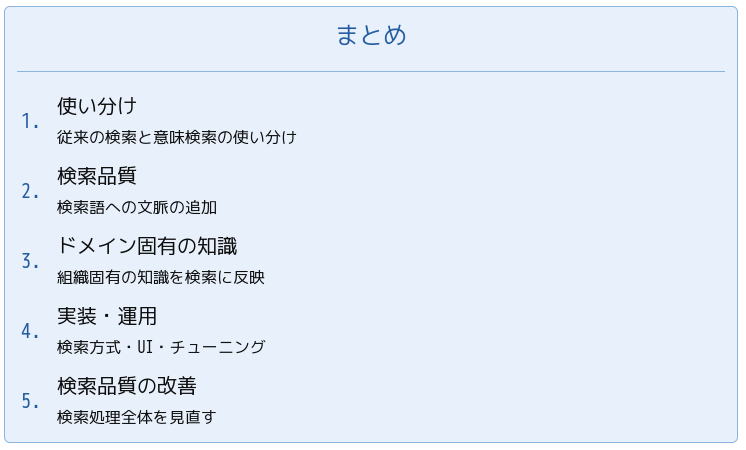 まとめ
1. 使い分け
従来の検索と意味検索の使い分け
2. 検索品質
検索語への文脈の追加
3. ドメイン固有の知識
組織固有の知識を検索に反映
4. 実装・運用
検索方式・UI・チューニング
5. 検索品質の改善
検索処理全体を見直す